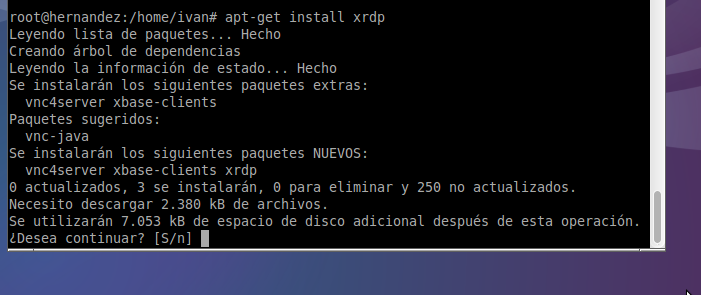 root@hernandez:/home/ivan# apt-get install xrdp
Leyendo lista de paquetes... Hecho
Creando árbol de dependencias
Leyendo la información de estado... Hecho
Se instalarán los siguientes paquetes extras:
vnc4server xbase-clients
Paquetes sugeridos:
vnc-java
Se instalarán los siguientes paquetes NUEVOS:
vnc4server xbase-clients xrdp
0 actualizados, 3 se instalarán, 0 para eliminar y 250 no actualizados.
Necesito descargar 2.380 kB de archivos.
Se utilizarán 7.053 kB de espacio de disco adicional después de esta operación.
¿Desea continuar? [S/n]